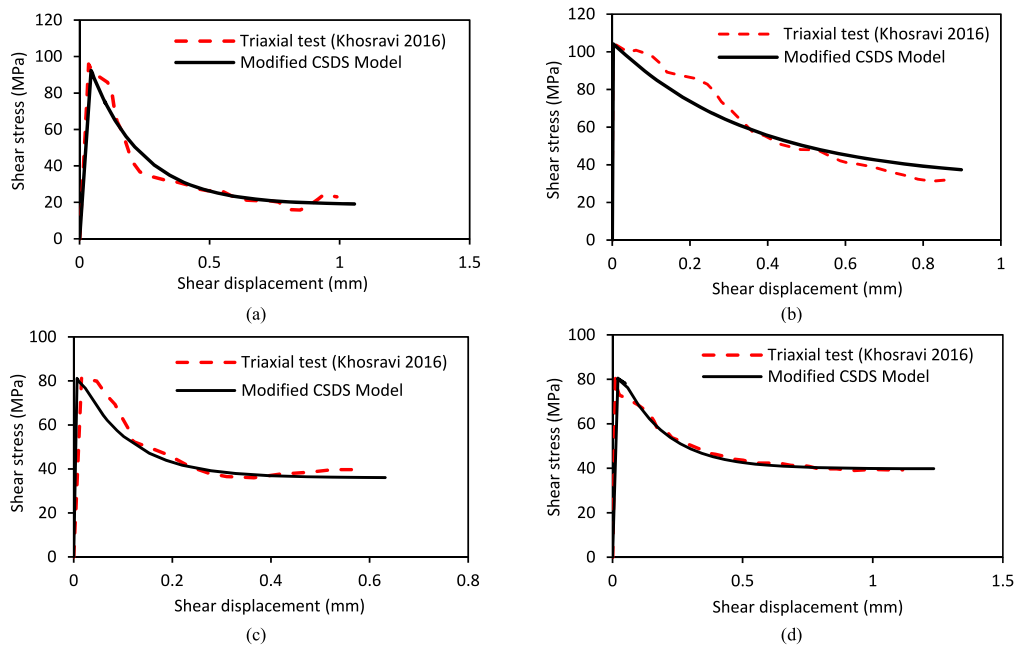 120
100
80
60
40
20
0
Shear stress (MPa)
Triaxial test (Khosravi 2016)
Modified CSDS Model
0
0.5
1
1.5
Shear displacement (mm)
(a)
120
100
80
60
40
20
0
Shear stress (MPa)
Triaxial test (Khosravi 2016)
Modified CSDS Model
0
0.2
0.4
0.6
0.8
1
Shear displacement (mm)
(b)
100
80
60
40
20
0
Shear stress (MPa)
Triaxial test (Khosravi 2016)
Modified CSDS Model
0
0.2
0.4
0.6
0.8
Shear displacement (mm)
(c)
100
80
60
40
20
0
Shear stress (MPa)
Triaxial test (Khosravi 2016)
Modified CSDS Model
0
0.5
1
1.5
Shear displacement (mm)
(d)